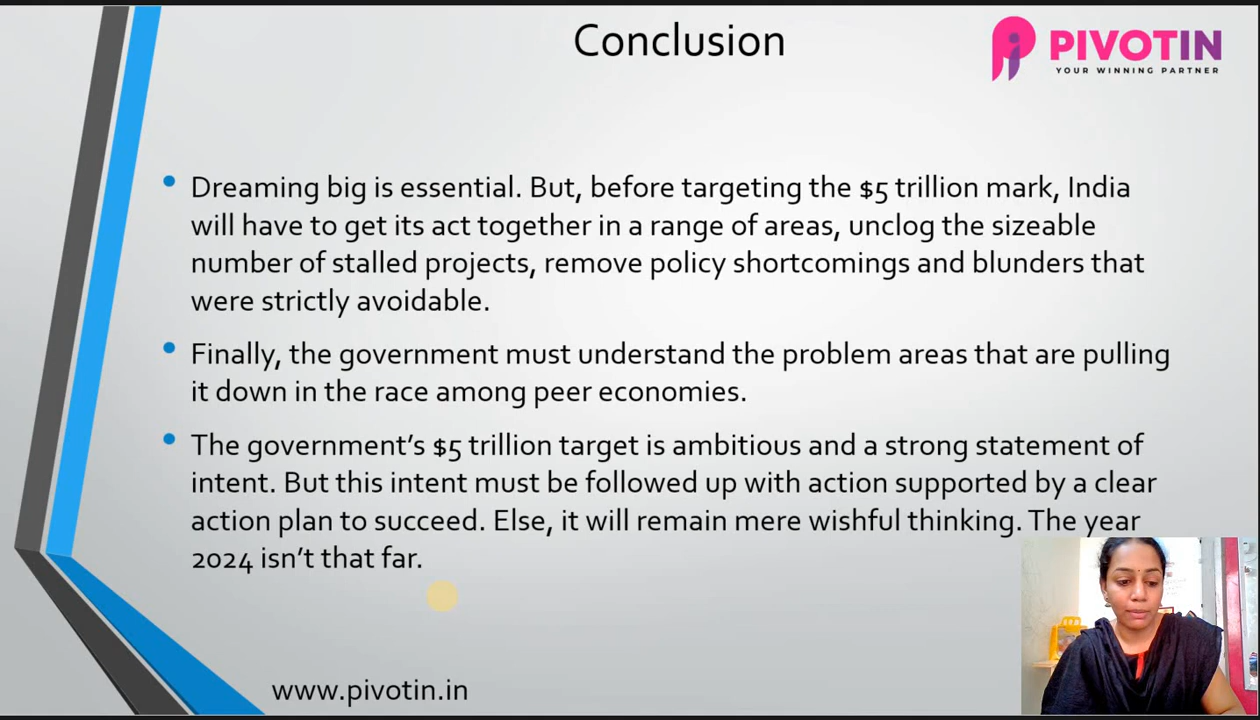 Conclusion
PIVOTIN
YOUR WINNING PARTNER
Dreaming big is essential. But, before targeting the $5 trillion mark, India
will have to get its act together in a range of areas, unclog the sizeable
number of stalled projects, remove policy shortcomings and blunders that
were strictly avoidable.
Finally, the government must understand the problem areas that are pulling
it down in the race among peer economies.
The government’s $5 trillion target is ambitious and a strong statement of
intent. But this intent must be followed up with action supported by a clear
action plan to succeed. Else, it will remain mere wishful thinking. The year
2024 isn’t that far.
www.pivotin.in